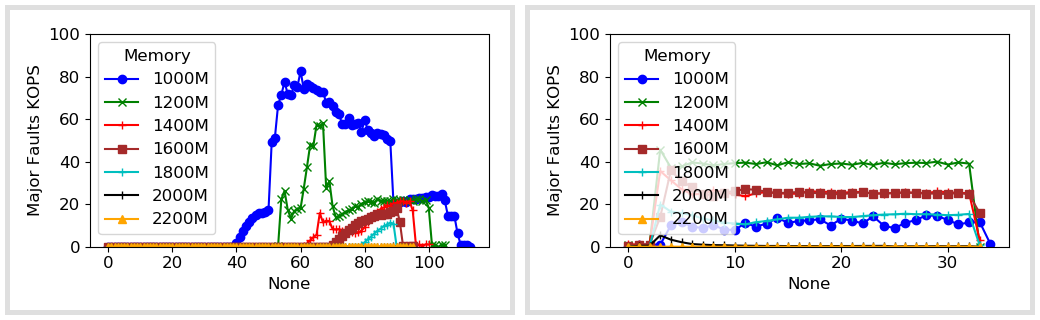 100
80
60
40
20
0
Major Faults KOPS
Memory
1000M
1200M
1400M
1600M
1800M
2000M
2200M
0 20 40 60 80 100
None
100
80
60
40
20
0
Major Faults KOPS
Memory
1000M
1200M
1400M
1600M
1800M
2000M
2200M
0 10 20 30
None